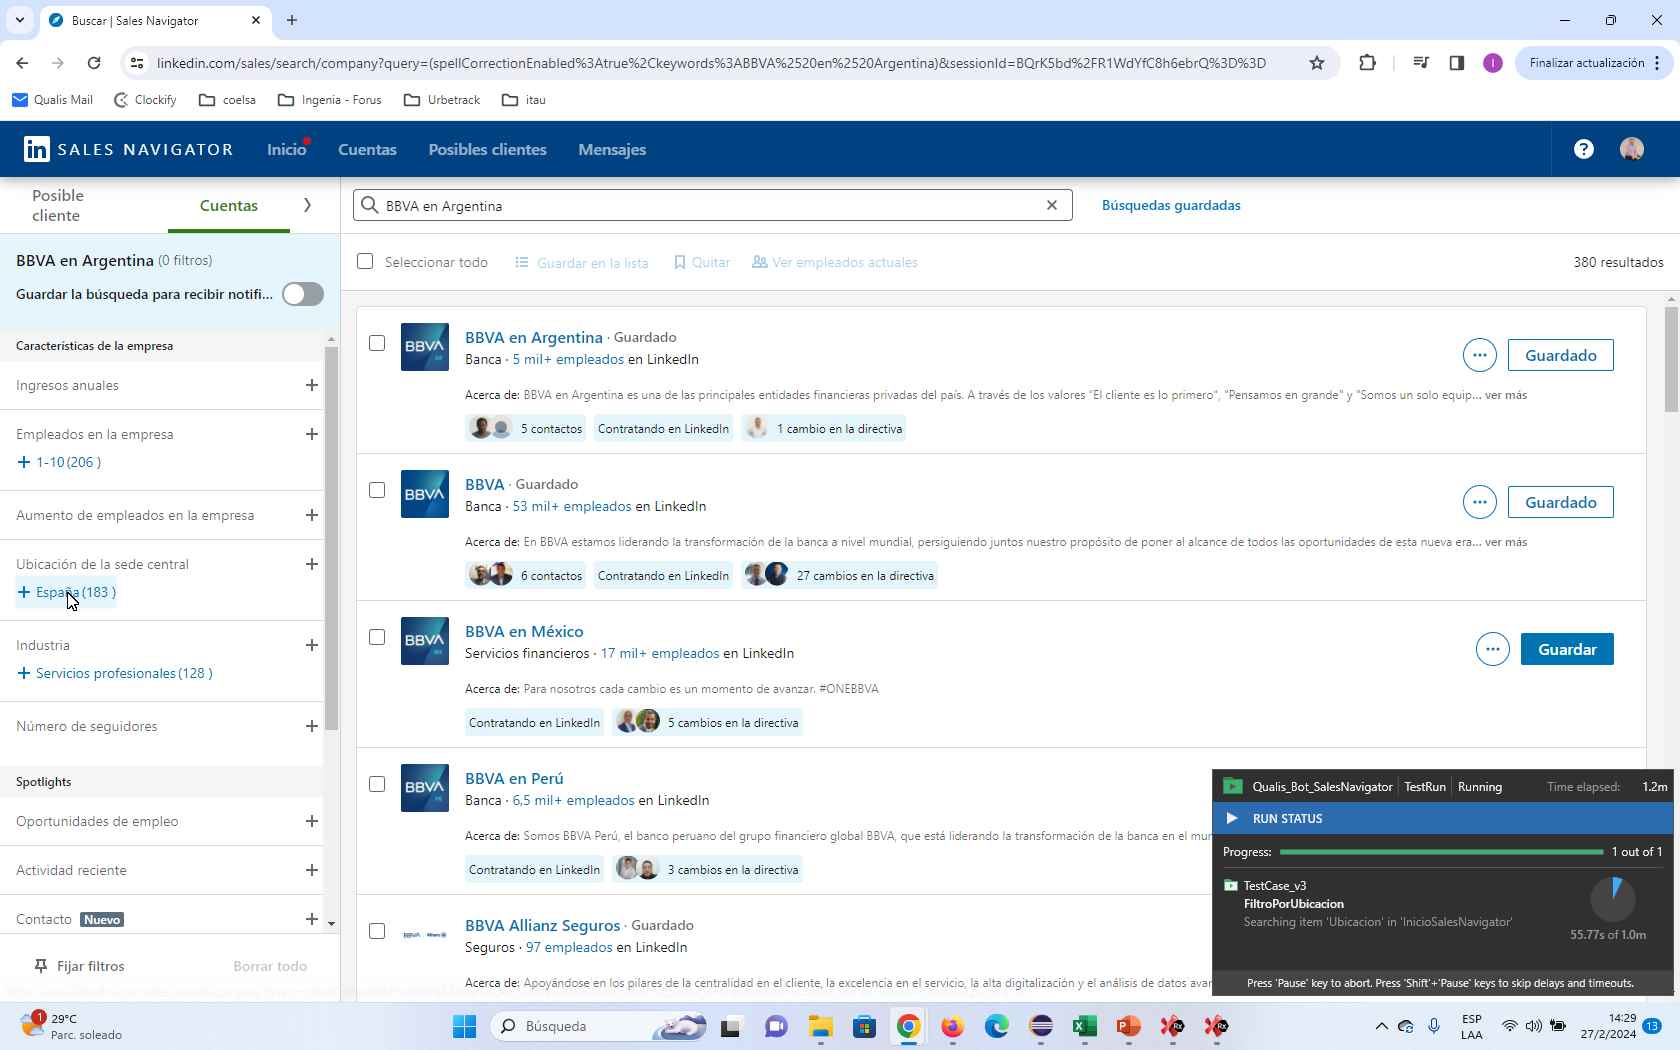 Buscar | Sales Navigator
linkedin.com/sales/search/company?query=(spellCorrectionEnabled%3Atrue%2Ckeywords%3ABBVA%2520en%2520Argentina)&sessionId=BQrK5bd%2FR1WdYfC8h6ebrQ%3D%3D
I
Finalizar actualización
Qualis Mail
Clockify
coelsa
Ingenia - Forus
Urbetrack
itau
in SALES NAVIGATOR
Inicio
Cuentas
Posibles clientes
Mensajes
?
Posible
cliente
Cuentas
BBVA en Argentina
Búsquedas guardadas
BBVA en Argentina (0 filtros)
Guardar la búsqueda para recibir notifi...
Seleccionar todo
Guardar en la lista
Quitar
Ver empleados actuales
380 resultados
Características de la empresa
Ingresos anuales
Empleados en la empresa
1-10 (206 )
Aumento de empleados en la empresa
Ubicación de la sede central
España (183 )
Industria
Servicios profesionales (128 )
Número de seguidores
Spotlights
Oportunidades de empleo
Actividad reciente
Contacto Nuevo
Fijar filtros
Borrar todo
BBVA
BBVA en Argentina · Guardado
Banca · 5 mil+ empleados en LinkedIn
Guardado
Acerca de: BBVA en Argentina es una de las principales entidades financieras privadas del país. A través de los valores "El cliente es lo primero", "Pensamos en grande" y "Somos un solo equip... ver más
5 contactos
Contratando en LinkedIn
1 cambio en la directiva
BBVA
BBVA · Guardado
Banca · 53 mil+ empleados en LinkedIn
Guardado
Acerca de: En BBVA estamos liderando la transformación de la banca a nivel mundial, persiguiendo juntos nuestro propósito de poner al alcance de todos las oportunidades de esta nueva era... ver más
6 contactos
Contratando en LinkedIn
27 cambios en la directiva
BBVA
BBVA en México
Servicios financieros · 17 mil+ empleados en LinkedIn
Guardar
Acerca de: Para nosotros cada cambio es un momento de avanzar. #ONEBBVA
Contratando en LinkedIn
5 cambios en la directiva
BBVA
BBVA en Perú
Banca · 6,5 mil+ empleados en LinkedIn
Acerca de: Somos BBVA Perú, el banco peruano del grupo financiero global BBVA, que está liderando la transformación de la banca en el mun
Contratando en LinkedIn
3 cambios en la directiva
BBVA Allianz
BBVA Allianz Seguros · Guardado
Seguros · 97 empleados en LinkedIn
Acerca de: Apoyándose en los pilares de la centralidad en el cliente, la excelencia en el servicio, la alta digitalización y el análisis de datos avar
Qualis_Bot_SalesNavigator
TestRun
Running
Time elapsed: 1.2m
RUN STATUS
Progress:
1 out of 1
TestCase_v3
FiltroPorUbicacion
Searching item 'Ubicacion' in 'InicioSalesNavigator'
55.77s of 1.0m
Press 'Pause' key to abort. Press 'Shift'+'Pause' keys to skip delays and timeouts.
1
29°C
Parc. soleado
Búsqueda
ESP
LAA
14:29
27/2/2024
13